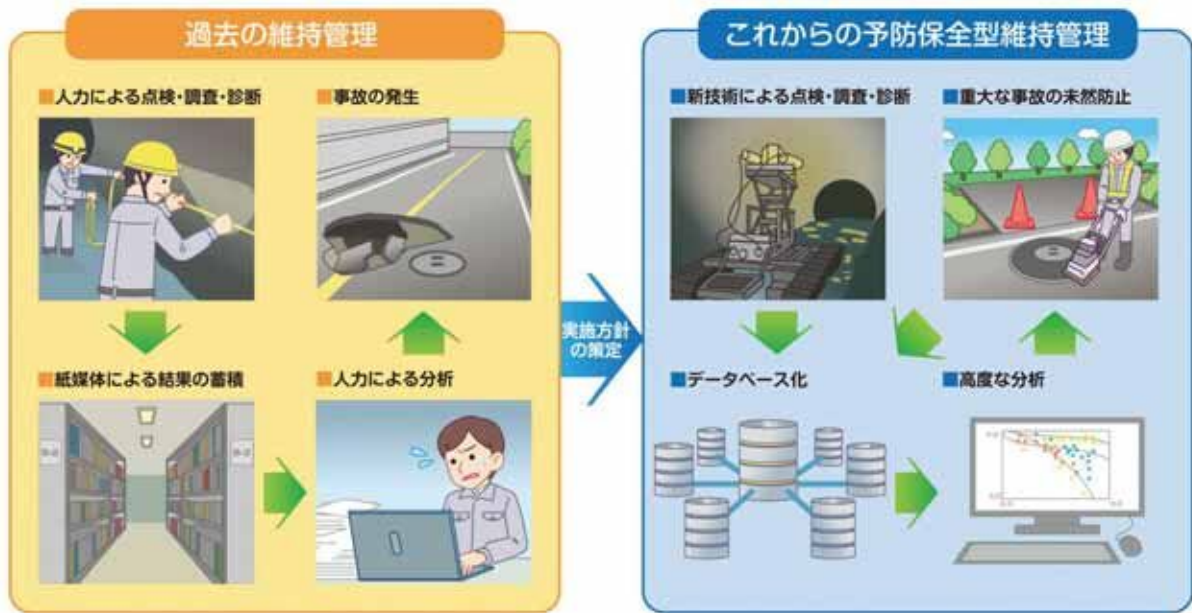 過去の維持管理
■人力による点検・調査・診断
■事故の発生
■紙媒体による結果の蓄積
■人力による分析
実施方針
の策定
これからの予防保全型維持管理
■新技術による点検・調査・診断
■重大な事故の未然防止
■データベース化
■高度な分析